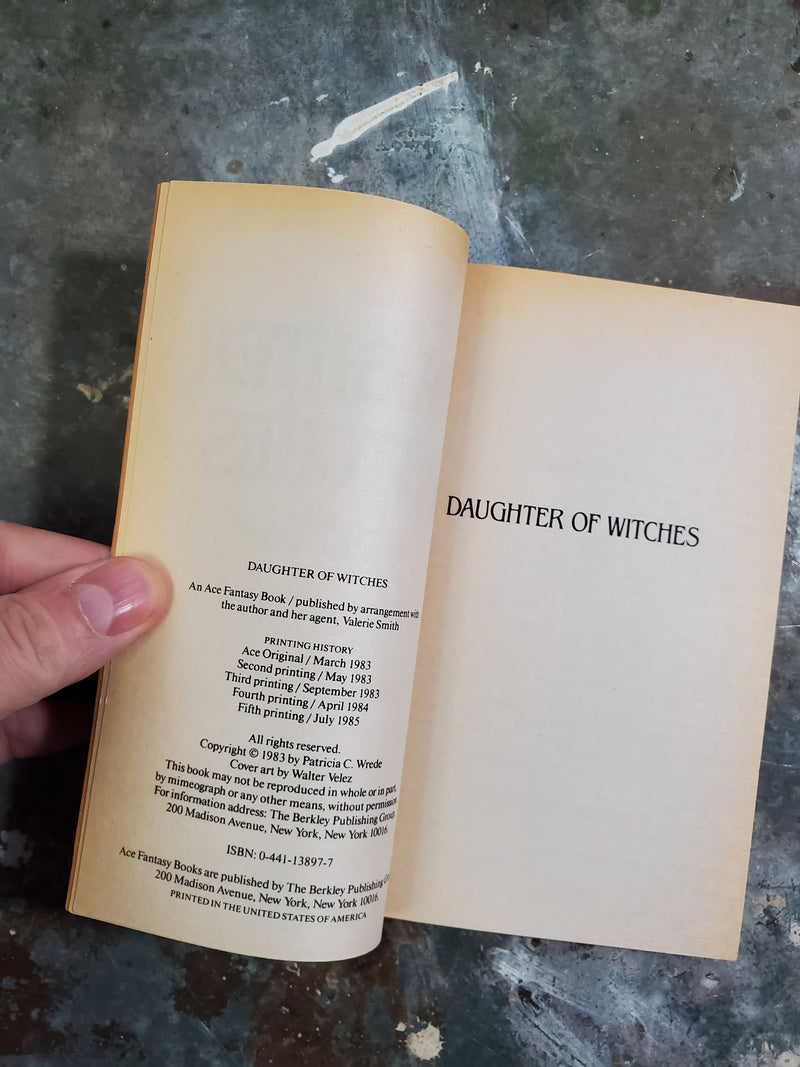 DAUGHTER OF WITCHES
An Ace Fantasy Book / published by arrangement with
the author and her agent, Valerie Smith
PRINTING HISTORY
Ace Original / March 1983
Second printing / May 1983
Third printing / September 1983
Fourth printing / April 1984
Fifth printing / July 1985
All rights reserved.
Copyright © 1983 by Patricia C. Wrede
Cover art by Walter Velez
This book may not be reproduced in whole or in part,
by mimeograph or any other means, without permission.
For information address: The Berkley Publishing Group,
200 Madison Avenue, New York, New York 10016.
ISBN: 0-441-13897-7
Ace Fantasy Books are published by The Berkley Publishing
200 Madison Avenue, New York, New York 10016.
PRINTED IN THE UNITED STATES OF AMERICA
DAUGHTER OF WITCHES